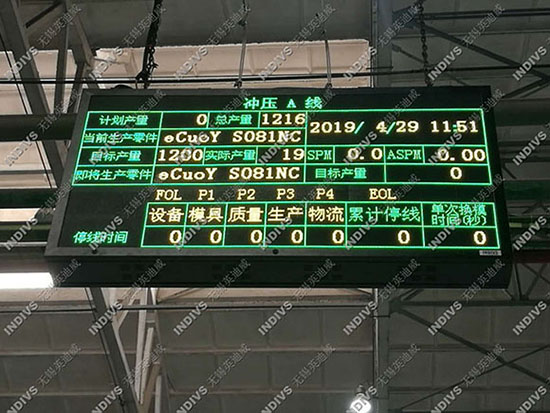 冲压 A 线
计划产量 0 总产量 1216 2019/ 4/29 11:51
当前生产零件 eCuoY S081NC
目标产量 1200 实际产量 19 SPM 0.0 ASPM 0.00
即将生产零件 eCuoY S081NC 目标产量 0
FOL P1 P2 P3 P4 EOL
设备 模具 质量 生产 物流 累计停线 单次换模时间(秒)
停线时间 0 0 0 0 0 0 0
INDIVS 无锡英迪威